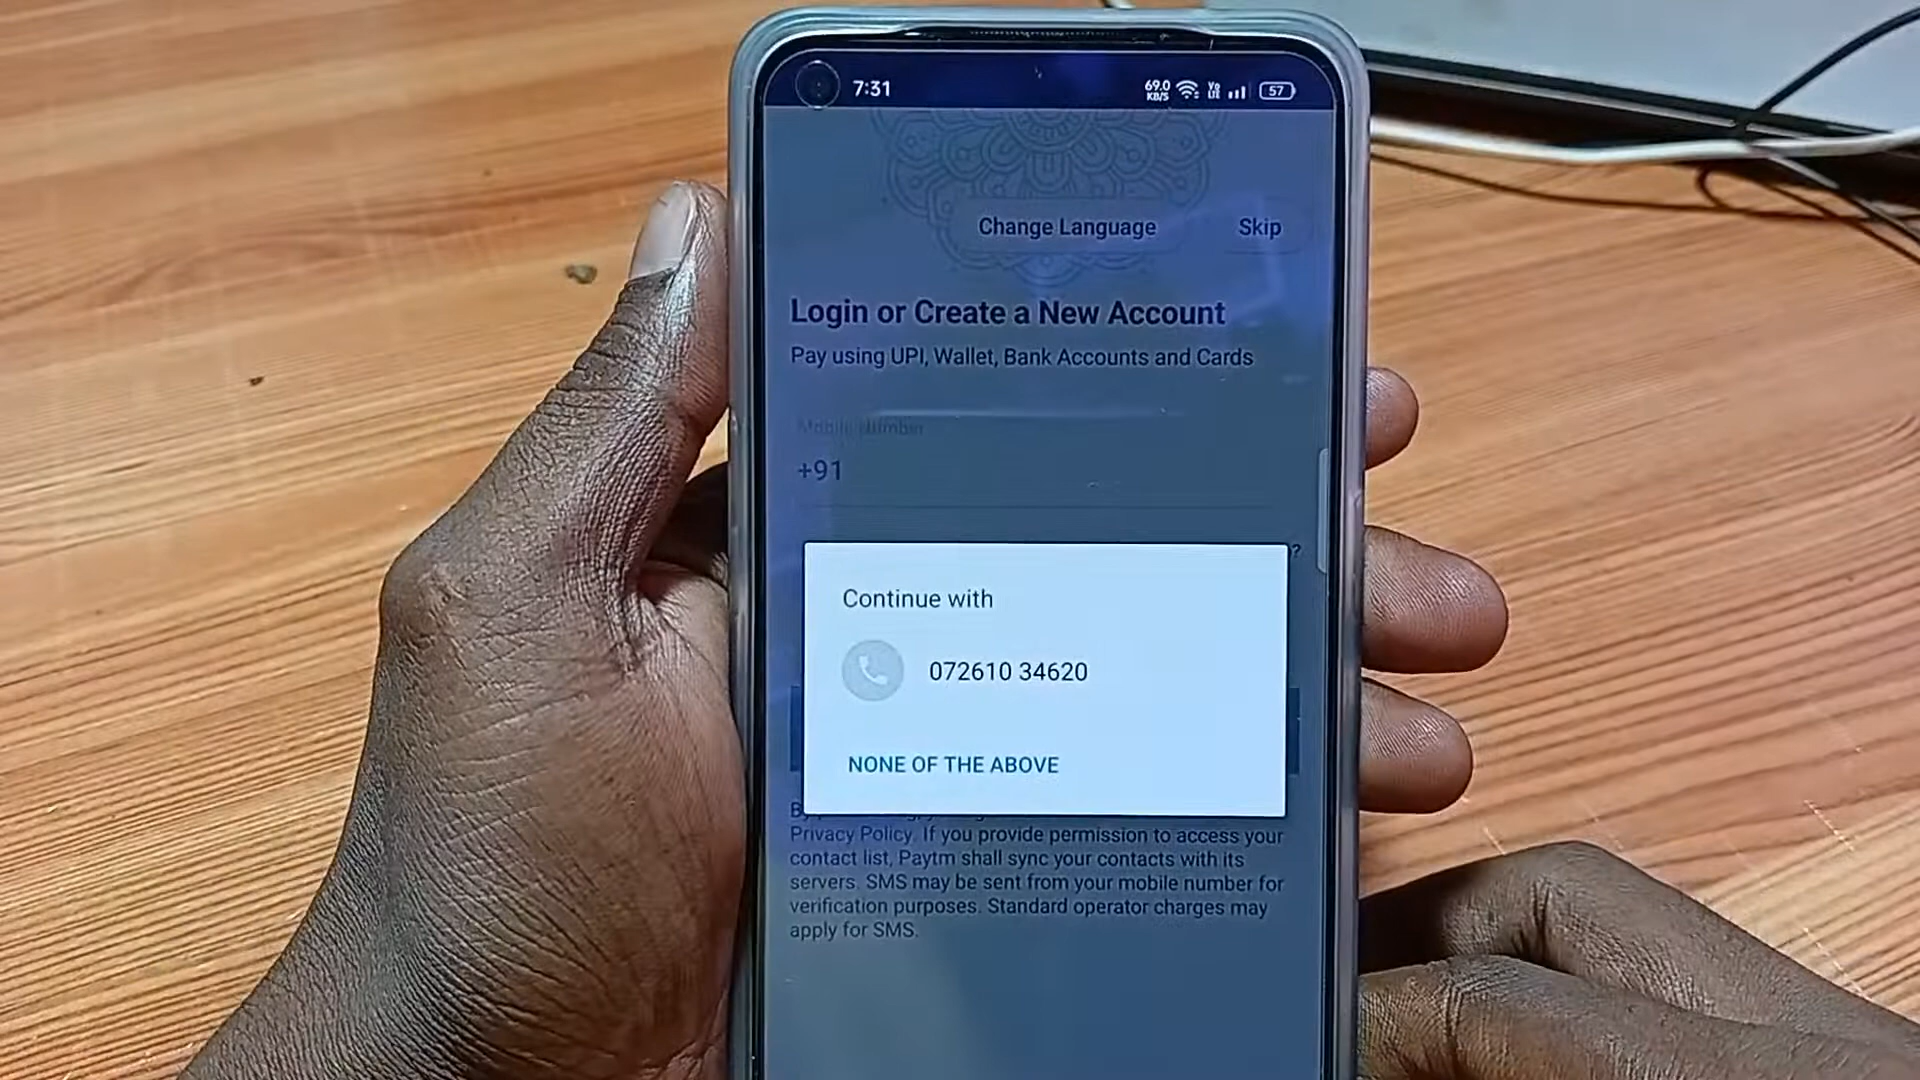 7:31
69.0
KB/S
Vo
LTE
57
Change Language
Skip
Login or Create a New Account
Pay using UPI, Wallet, Bank Accounts and Cards
Mobile Number
+91
?
Continue with
072610 34620
NONE OF THE ABOVE
Privacy Policy. If you provide permission to access your
contact list, Paytm shall sync your contacts with its
servers. SMS may be sent from your mobile number for
verification purposes. Standard operator charges may
apply for SMS.